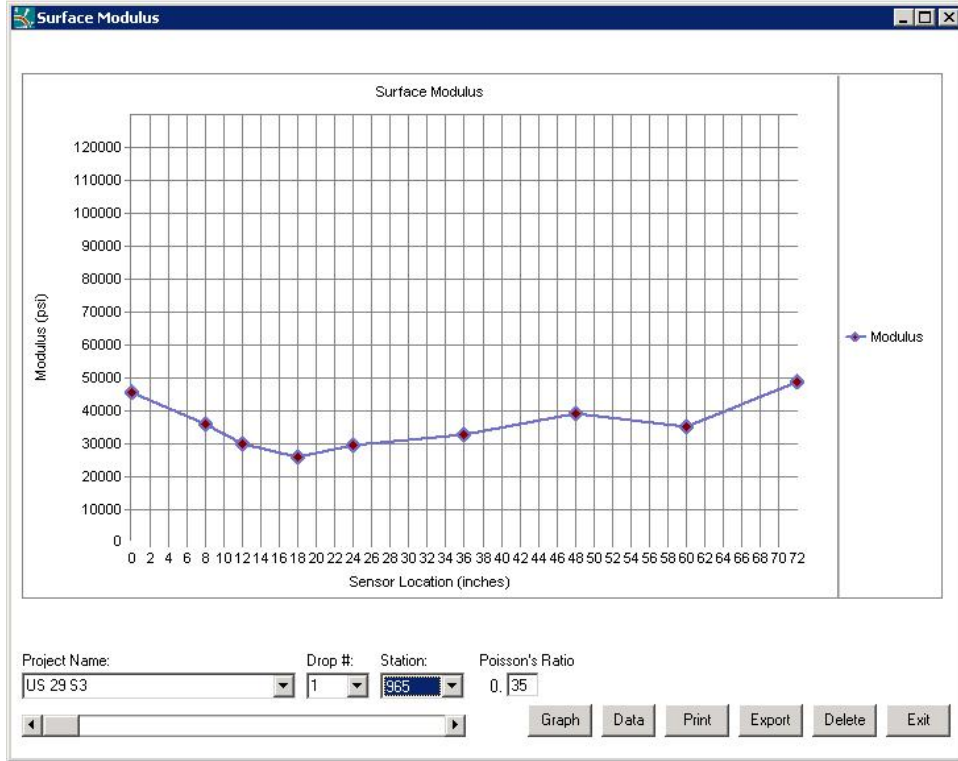 Surface Modulus
Surface Modulus
120000
110000
100000
90000
80000
70000
60000
50000
40000
30000
20000
10000
0
Modulus (psi)
Modulus
0 2 4 6 8 10 12 14 16 18 20 22 24 26 28 30 32 34 36 38 40 42 44 46 48 50 52 54 56 58 60 62 64 66 68 70 72
Sensor Location (inches)
Project Name: Drop #: Station: Poisson's Ratio
US 29 S3 1 965 0. 35
Graph Data Print Export Delete Exit